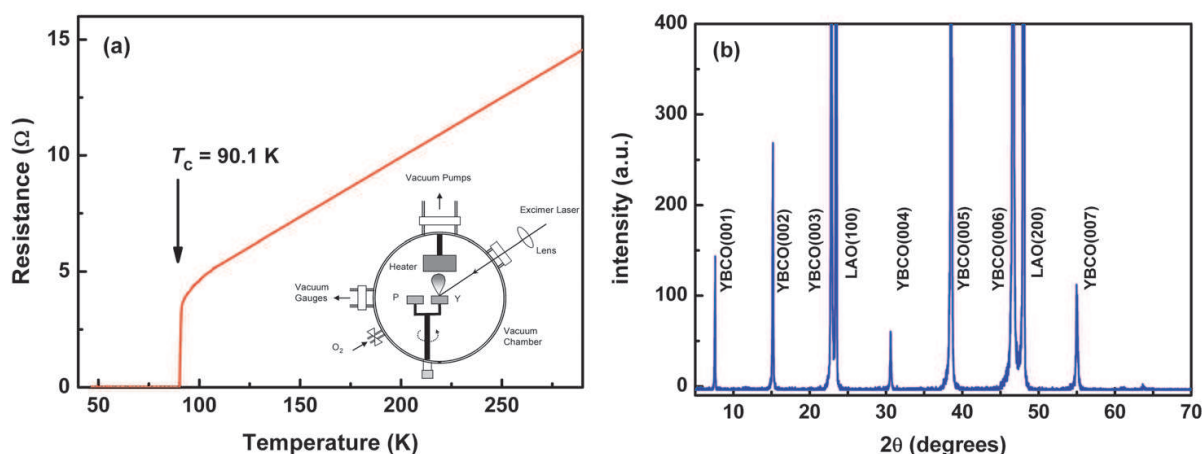 (a)
Resistance (Ω)
15
10
5
0
T_c = 90.1 K
Vacuum Pumps
Excimer Laser
Lens
Heater
Vacuum
Gauges
P
Y
O₂
Vacuum
Chamber
50
100
150
200
250
Temperature (K)
(b)
intensity (a.u.)
400
300
200
100
0
YBCO(001)
YBCO(002)
YBCO(003)
LAO(100)
YBCO(004)
YBCO(005)
YBCO(006)
LAO(200)
YBCO(007)
10
20
30
40
50
60
70
2θ (degrees)